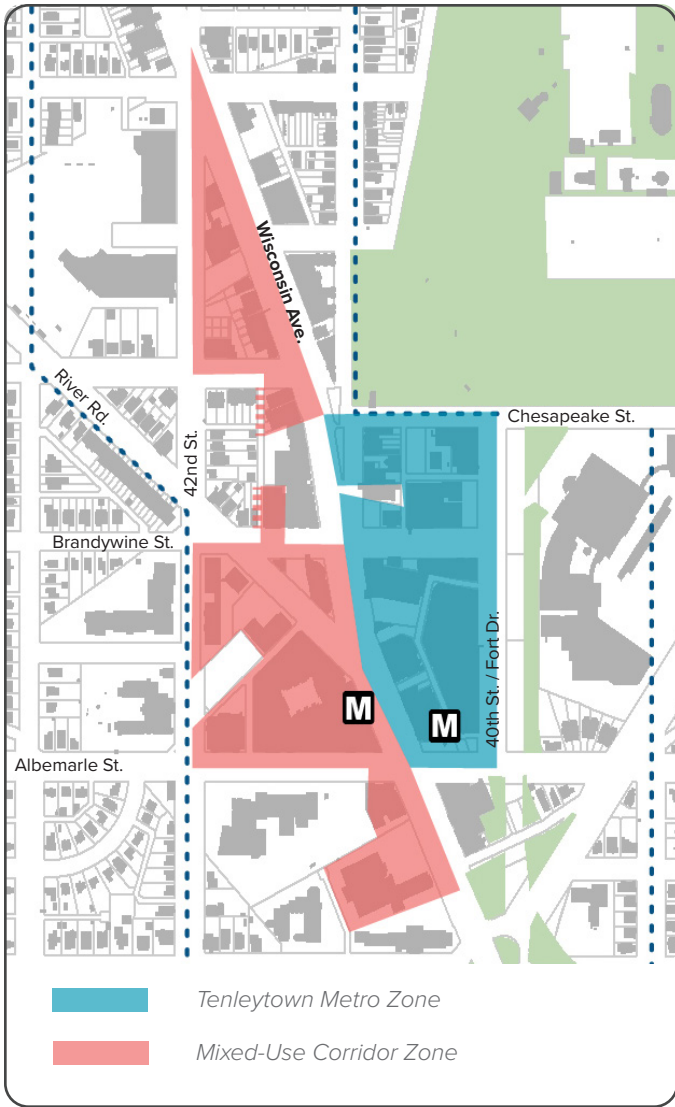 Wisconsin Ave.
River Rd.
Chesapeake St.
42nd St.
Brandywine St.
40th St. / Fort Dr.
M
M
Albemarle St.
Tenleytown Metro Zone
Mixed-Use Corridor Zone